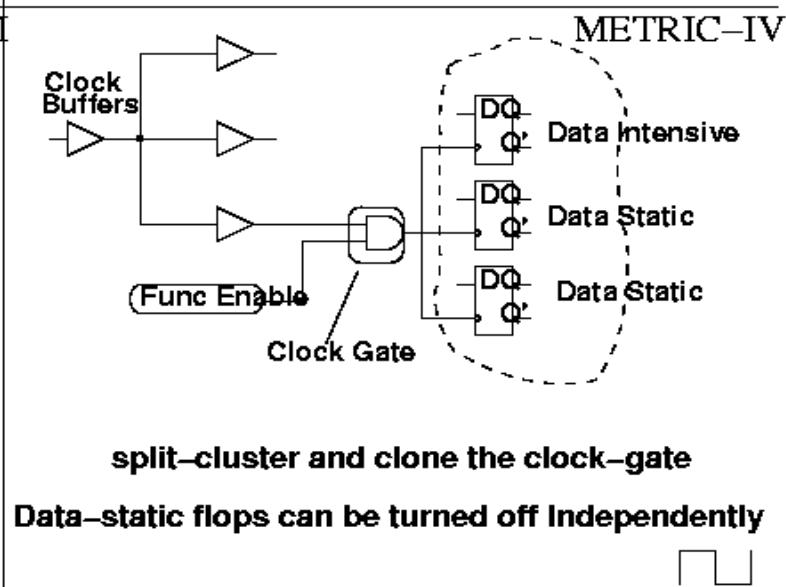 I
METRIC–IV
Clock
Buffers
DQ
Q'
Data Intensive
DQ
Q'
Data Static
DQ
Q'
Data Static
Func Enable
Clock Gate
split–cluster and clone the clock–gate
Data–static flops can be turned off Independently